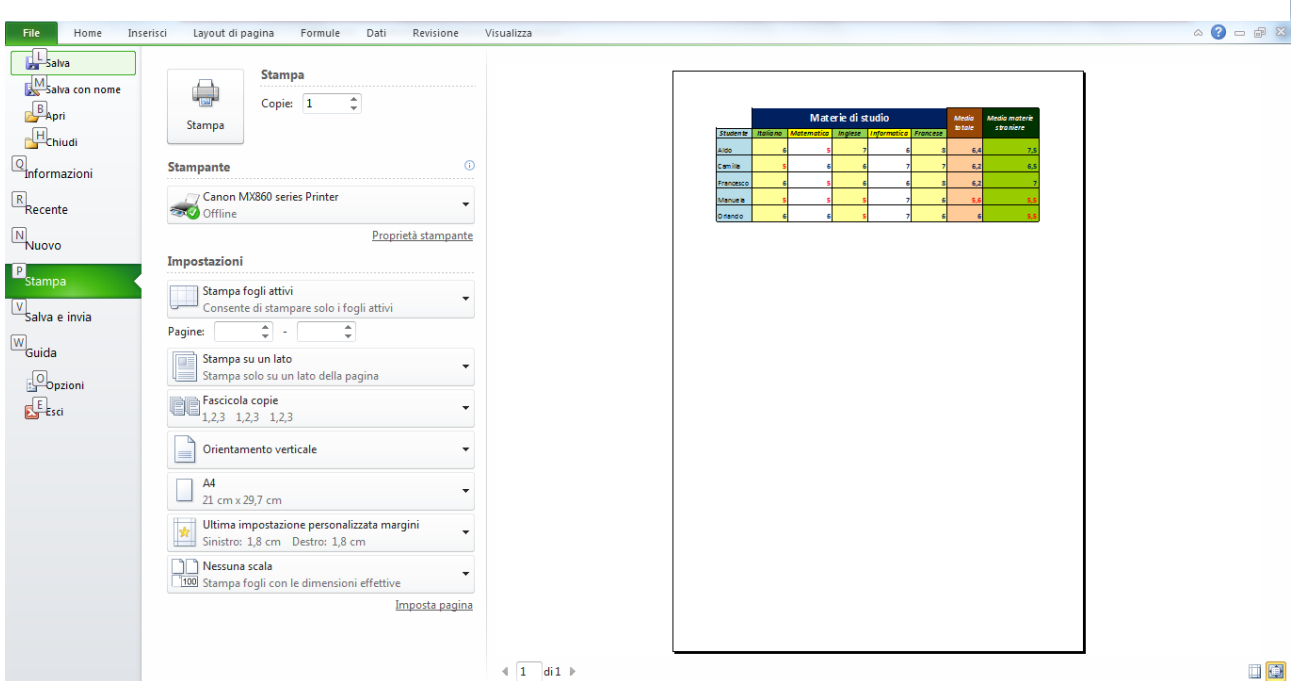 File Home Inserisci Layout di pagina Formule Dati Revisione Visualizza
L Salva
M Salva con nome
B Apri
H Chiudi
Q Informazioni
R Recente
N Nuovo
P Stampa
V Salva e invia
W Guida
O Opzioni
E Esci
Stampa
Stampa
Copie: 1
Stampante
Canon MX860 series Printer
Offline
Proprietà stampante
Impostazioni
Stampa fogli attivi
Consente di stampare solo i fogli attivi
Pagine: -
Stampa su un lato
Stampa solo su un lato della pagina
Fascicola copie
1,2,3 1,2,3 1,2,3
Orientamento verticale
A4
21 cm x 29,7 cm
Ultima impostazione personalizzata margini
Sinistro: 1,8 cm Destro: 1,8 cm
Nessuna scala
100 Stampa fogli con le dimensioni effettive
Imposta pagina
Materie di studio Media totale Media materie straniere
Studente Italiano Matematica Inglese Informatica Francese
Aldo 6 5 7 6 8 6,4 7,5
Camilla 5 6 6 7 7 6,2 6,5
Francesco 6 5 6 6 8 6,2 7
Manuela 5 5 5 7 6 5,6 5,5
Orlando 6 6 5 7 6 6 5,5
1 di 1